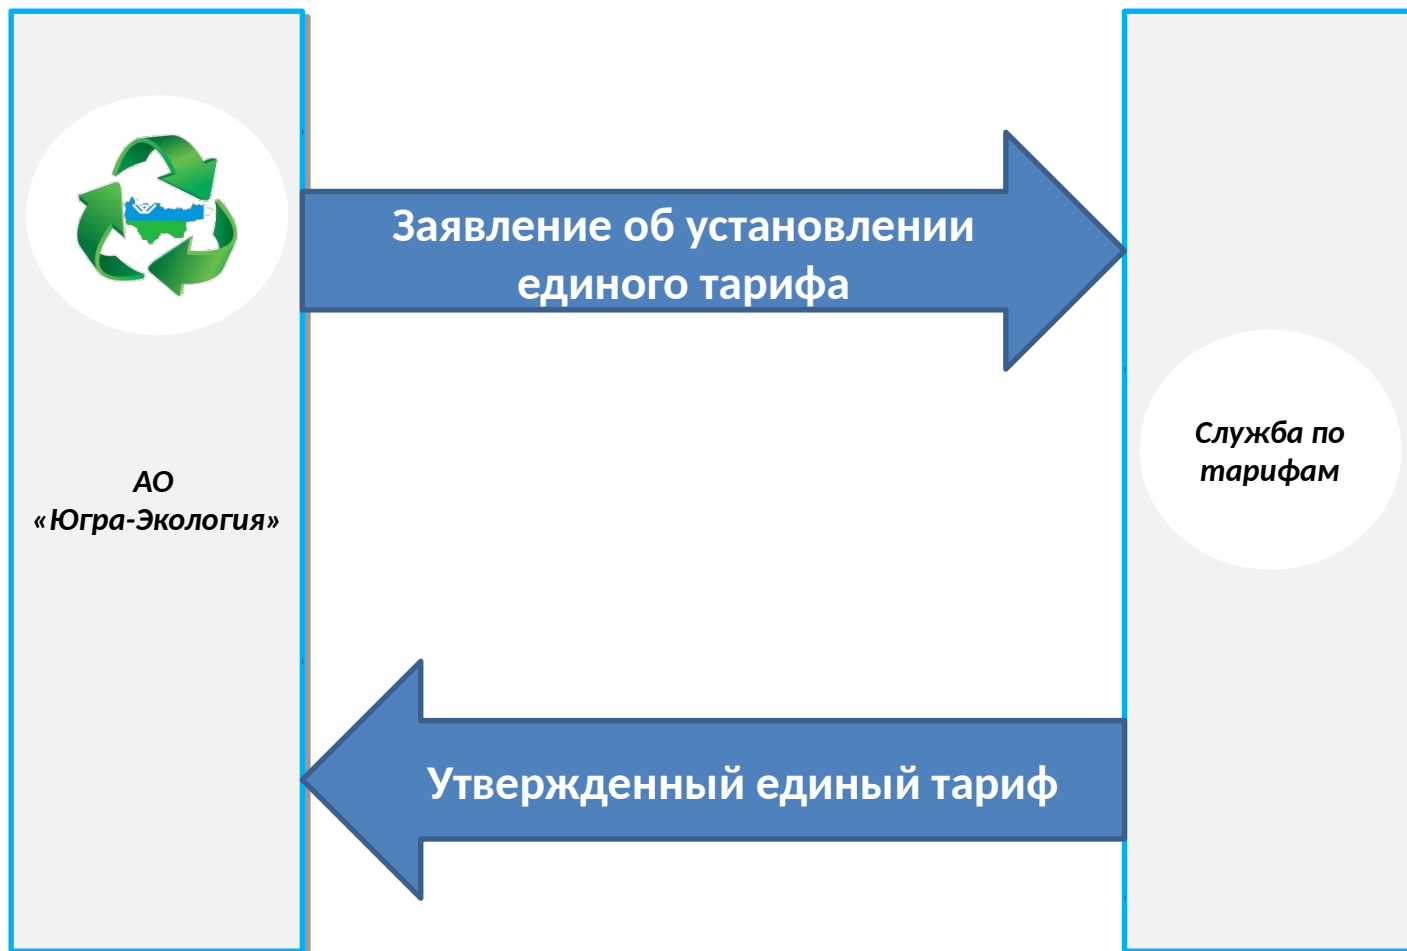 Заявление об установлении
единого тарифа
АО
«Югра-Экология»
Служба по
тарифам
Утвержденный единый тариф